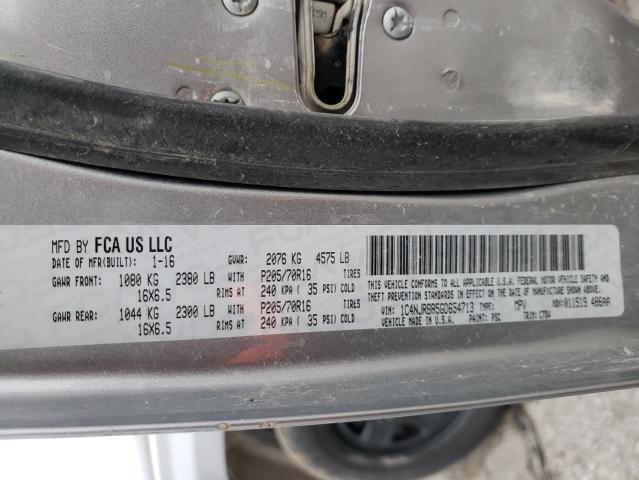 MFD BY FCA US LLC
DATE OF MFR(BUILT): 1-16 GVWR: 2076 KG 4575 LB
GAWR FRONT: 1080 KG 2380 LB WITH P205/70R16 TIRES
16X6.5 RIMS AT 240 KPA ( 35 PSI) COLD
GAWR REAR: 1044 KG 2300 LB WITH P205/70R16 TIRES
16X6.5 RIMS AT 240 KPA ( 35 PSI) COLD
THIS VEHICLE CONFORMS TO ALL APPLICABLE U.S.A. FEDERAL MOTOR VEHICLE SAFETY AND
THEFT PREVENTION STANDARDS IN EFFECT ON THE DATE OF MANUFACTURE SHOWN ABOVE.
VIN: TYPE: MPV MDH: 011519 486AA
VEHICLE MADE IN U.S.A. PAINT: PSC TRIM: